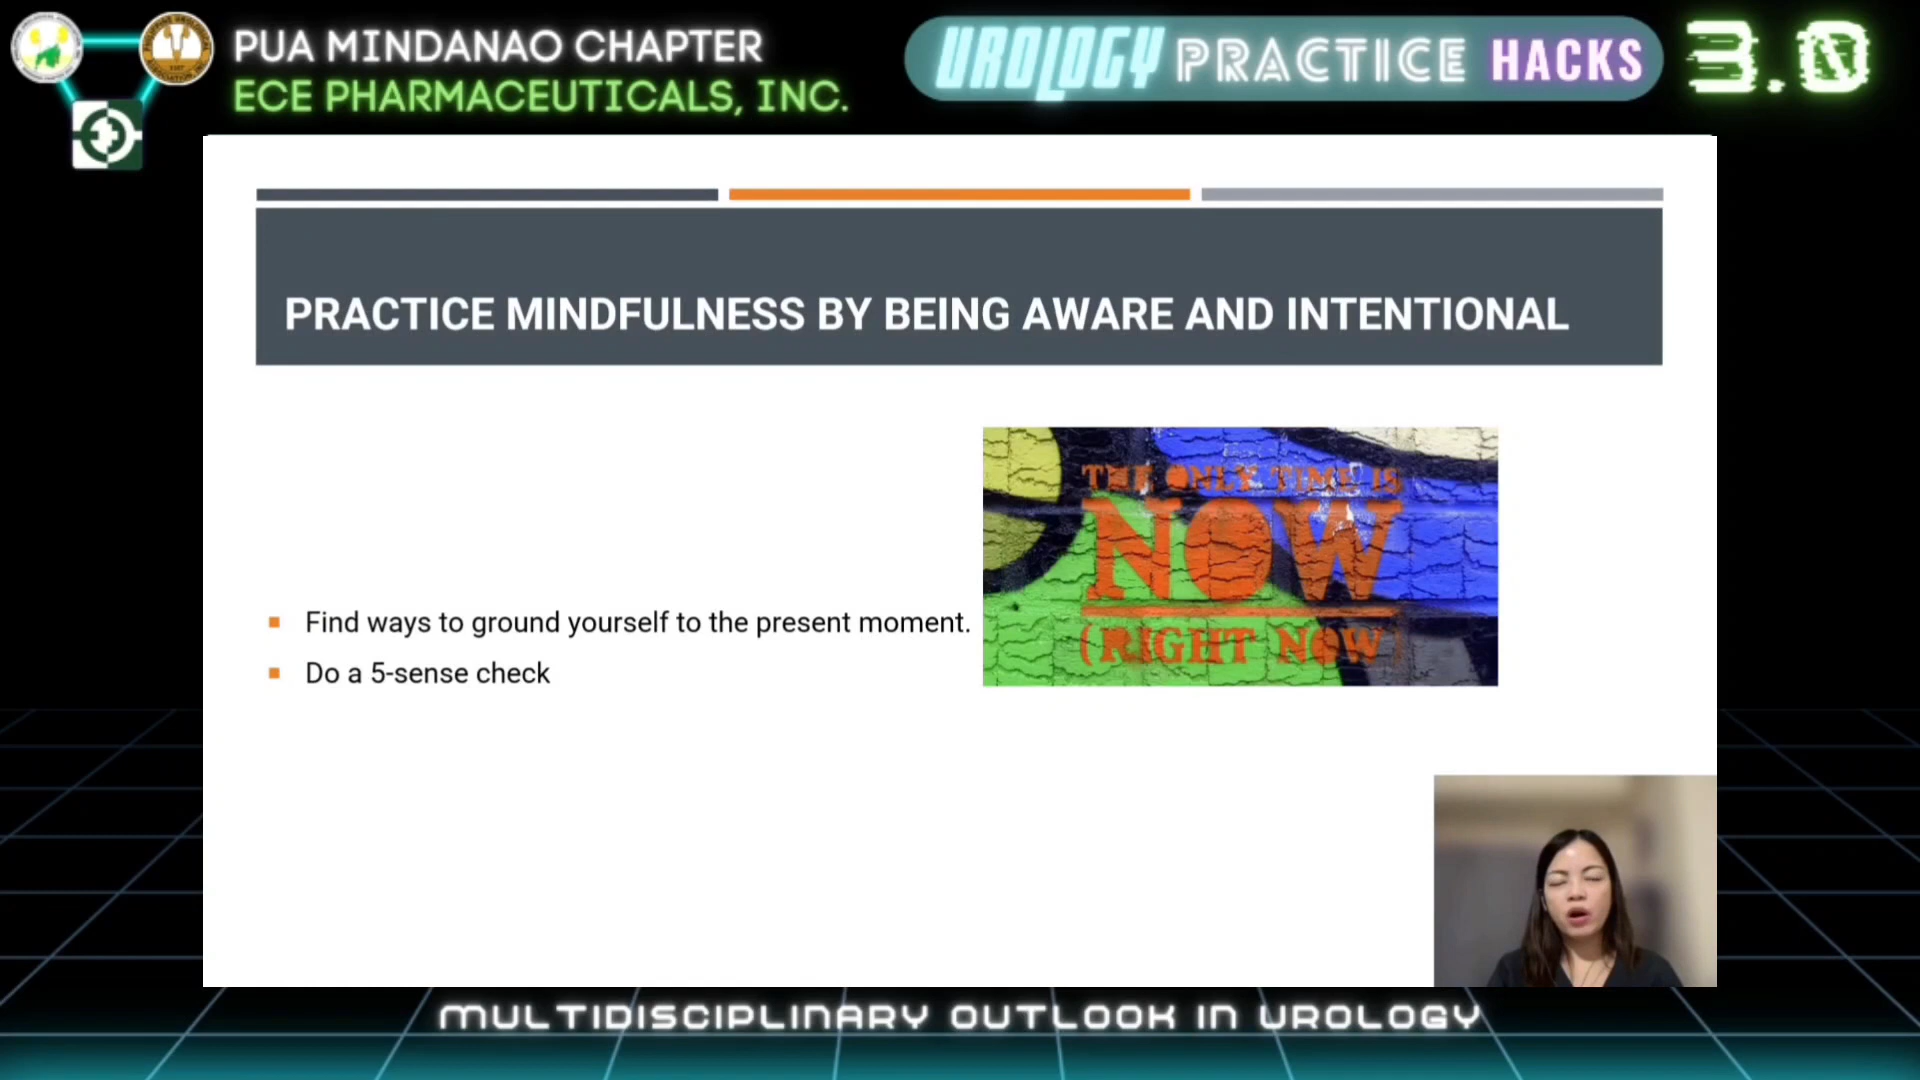 PUA MINDANAO CHAPTER
ECE PHARMACEUTICALS, INC.
UROLOGY PRACTICE HACKS 3.0
PRACTICE MINDFULNESS BY BEING AWARE AND INTENTIONAL
THE ONLY TIME IS
NOW
(RIGHT NOW)
Find ways to ground yourself to the present moment.
Do a 5-sense check
MULTIDISCIPLINARY OUTLOOK IN UROLOGY